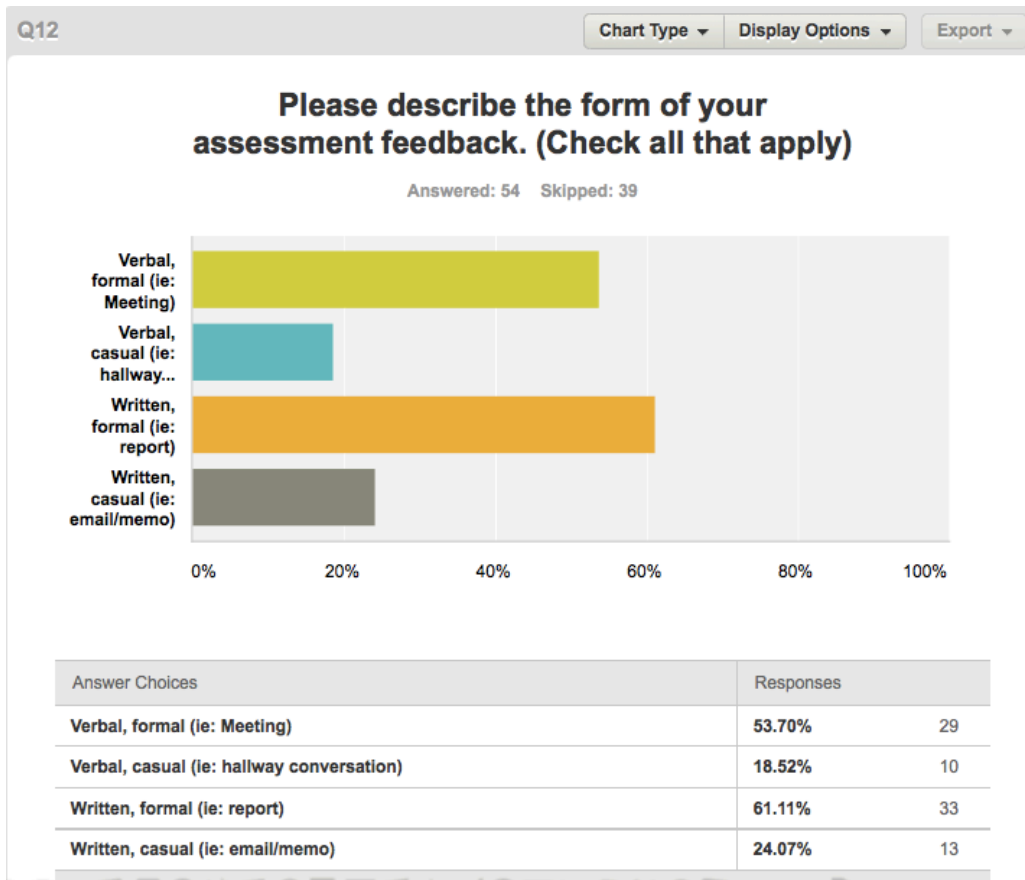 Q12
Chart Type
Display Options
Export
Please describe the form of your
assessment feedback. (Check all that apply)
Answered: 54 Skipped: 39
Verbal,
formal (ie:
Meeting)
Verbal,
casual (ie:
hallway...
Written,
formal (ie:
report)
Written,
casual (ie:
email/memo)
0% 20% 40% 60% 80% 100%
Answer Choices Responses
Verbal, formal (ie: Meeting) 53.70% 29
Verbal, casual (ie: hallway conversation) 18.52% 10
Written, formal (ie: report) 61.11% 33
Written, casual (ie: email/memo) 24.07% 13